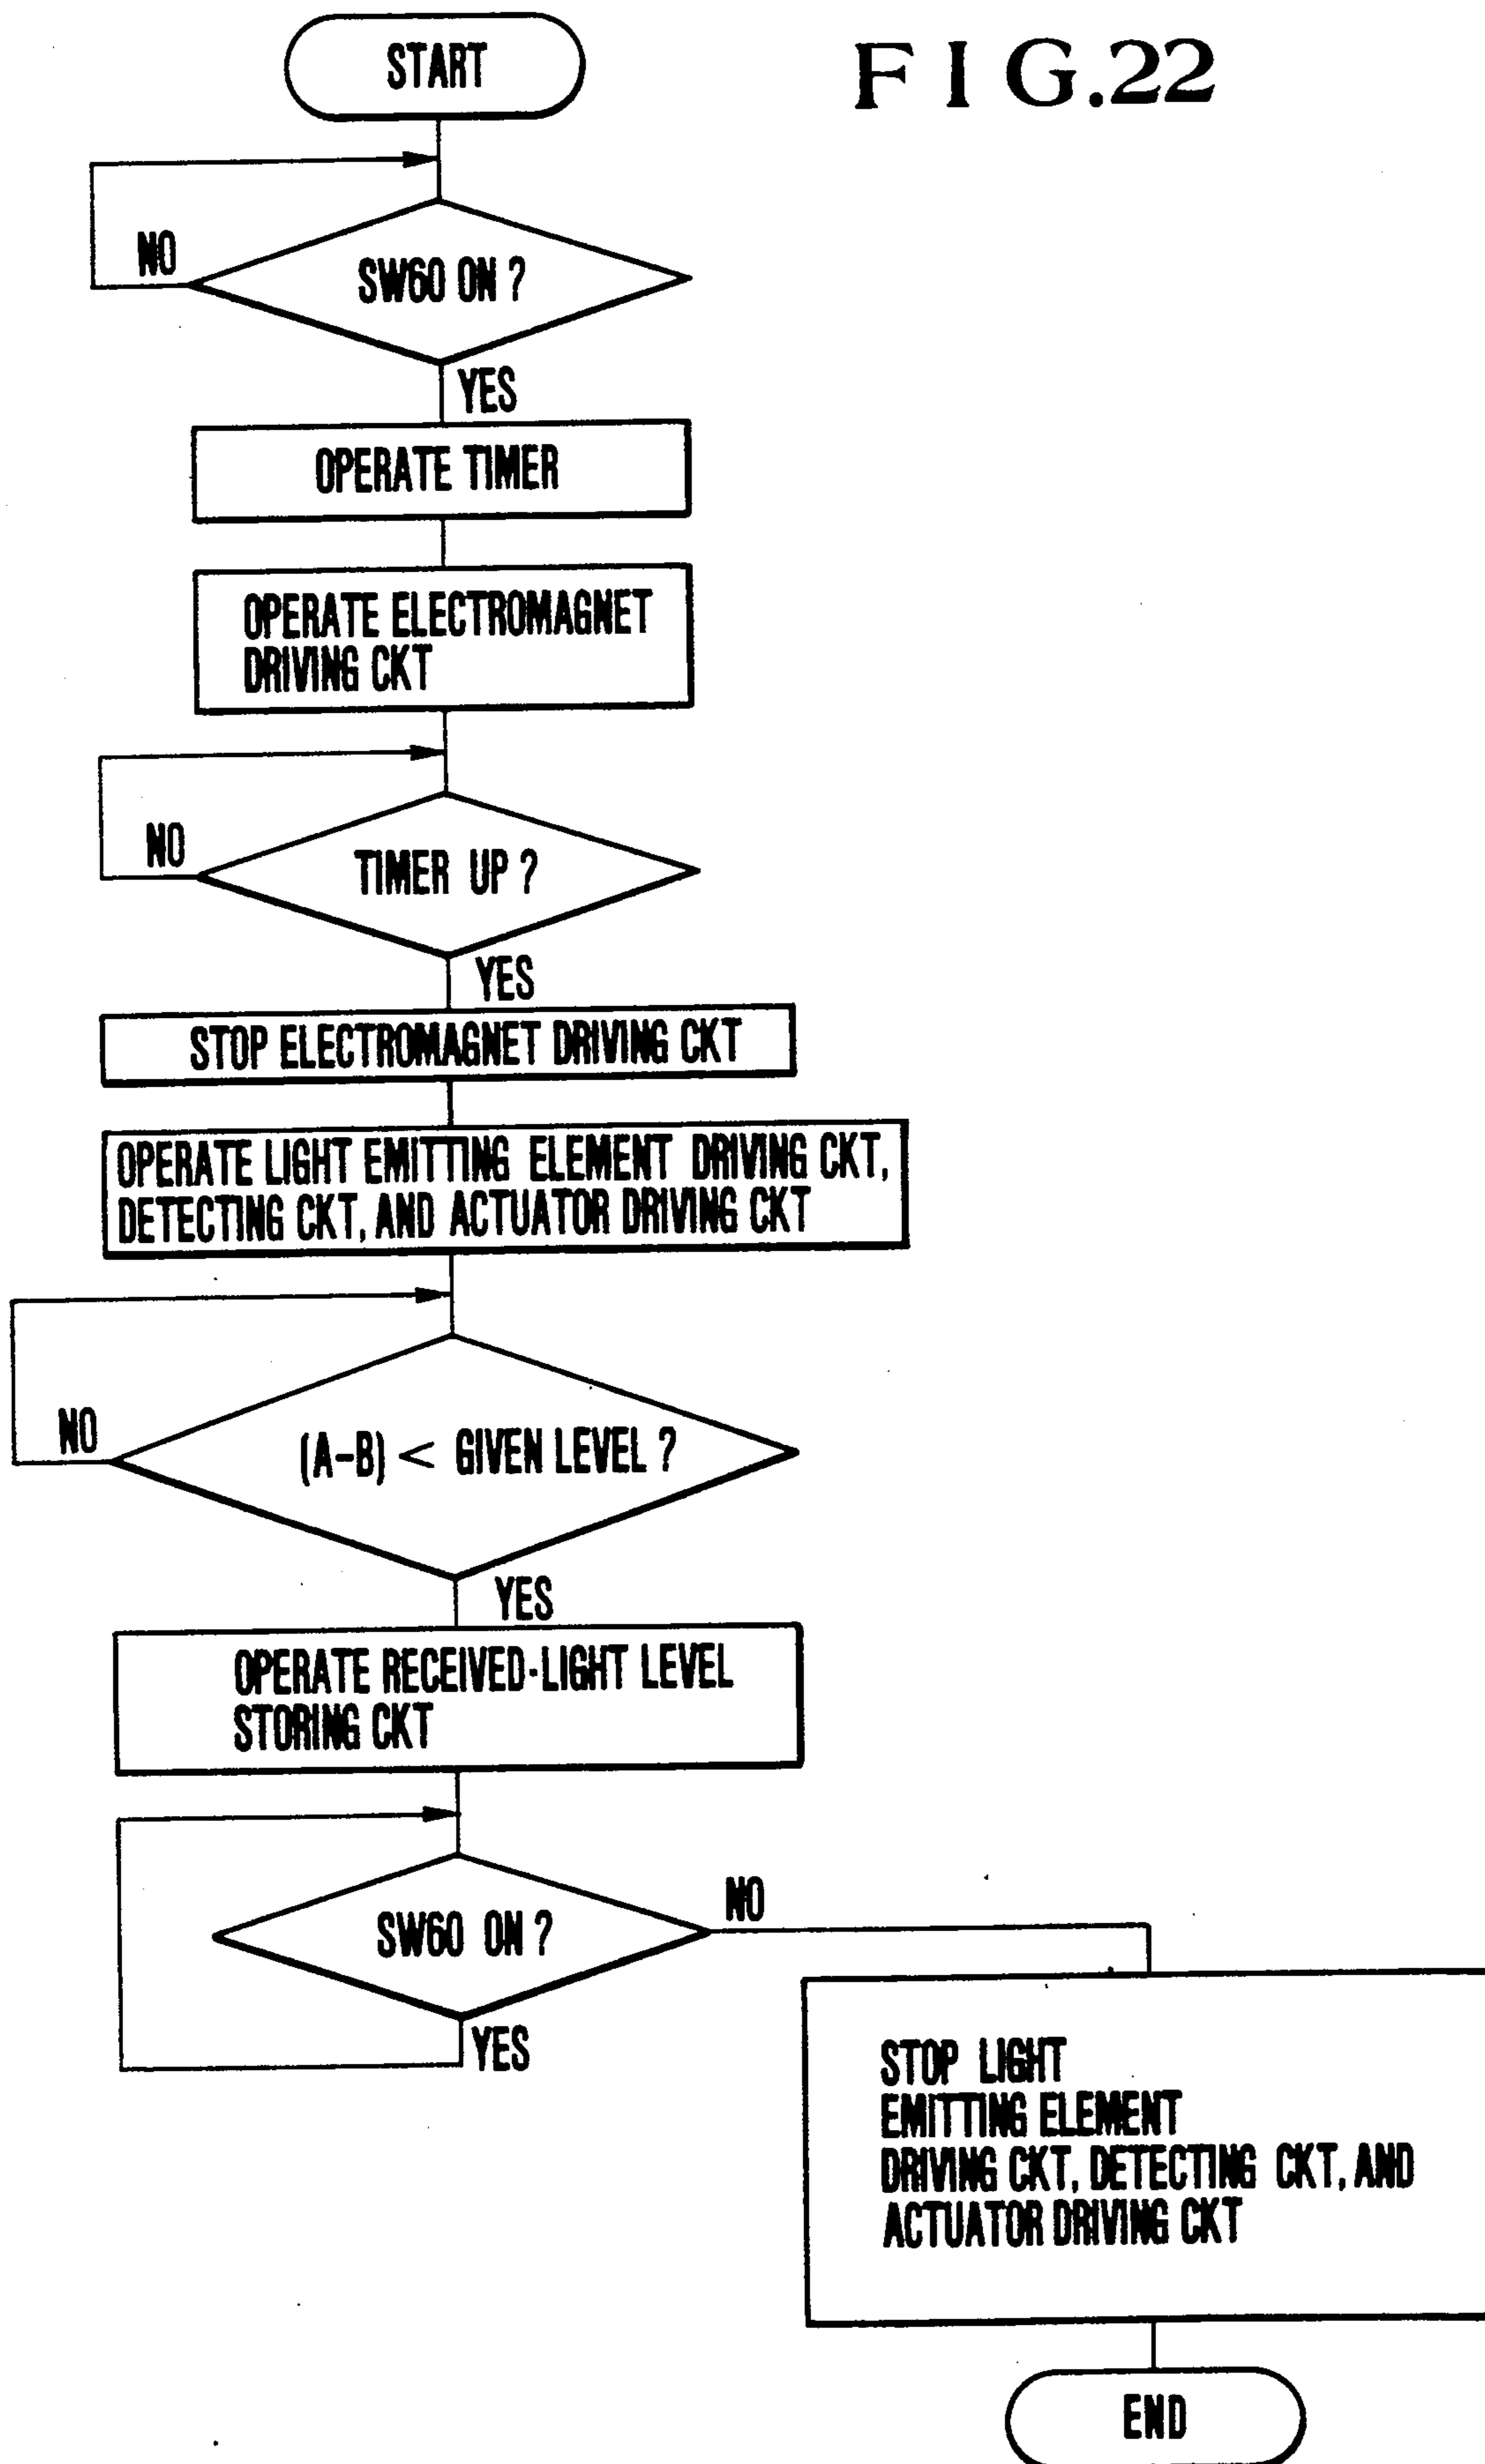 START
F I G.22
NO
SW60 ON ?
YES
OPERATE TIMER
OPERATE ELECTROMAGNET
DRIVING CKT
NO
TIMER UP ?
YES
STOP ELECTROMAGNET DRIVING CKT
OPERATE LIGHT EMITTING ELEMENT DRIVING CKT,
DETECTING CKT, AND ACTUATOR DRIVING CKT
NO
(A-B) < GIVEN LEVEL ?
YES
OPERATE RECEIVED-LIGHT LEVEL
STORING CKT
NO
SW60 ON ?
YES
STOP LIGHT
EMITTING ELEMENT
DRIVING CKT, DETECTING CKT, AND
ACTUATOR DRIVING CKT
END